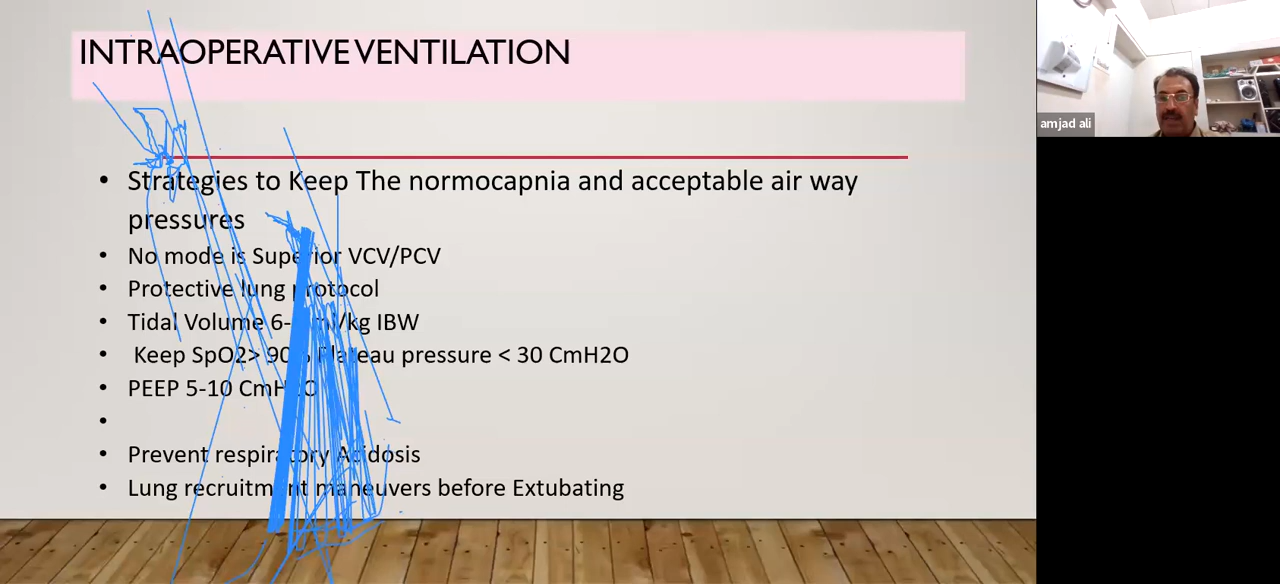 INTRAOPERATIVE VENTILATION
Strategies to Keep The normocapnia and acceptable air way
pressures
No mode is Superior VCV/PCV
Protective lung protocol
Tidal Volume 6- ml/kg IBW
Keep SpO2> 90% Plateau pressure < 30 CmH2O
PEEP 5-10 CmH2O
Prevent respiratory Acidosis
Lung recruitment maneuvers before Extubating
amjad ali